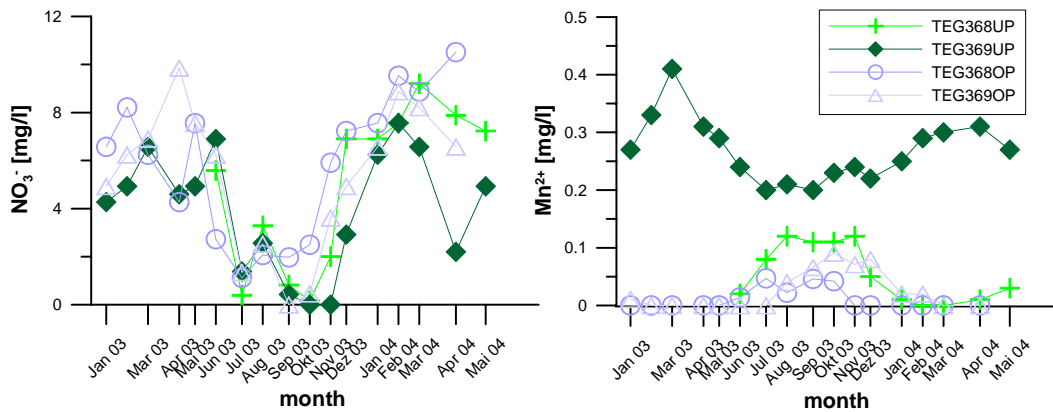 12
8
4
0
NO₃⁻ [mg/l]
Jan 03
Mar 03
Apr 03
Mai 03
Jun 03
Jul 03
Aug 03
Sep 03
Okt 03
Nov 03
Dez 03
Jan 04
Feb 04
Mar 04
Apr 04
Mai 04
month
0.5
0.4
0.3
0.2
0.1
0
Mn²⁺ [mg/l]
TEG368UP
TEG369UP
TEG368OP
TEG369OP
Jan 03
Mar 03
Apr 03
Mai 03
Jun 03
Jul 03
Aug 03
Sep 03
Okt 03
Nov 03
Dez 03
Jan 04
Feb 04
Mar 04
Apr 04
Mai 04
month